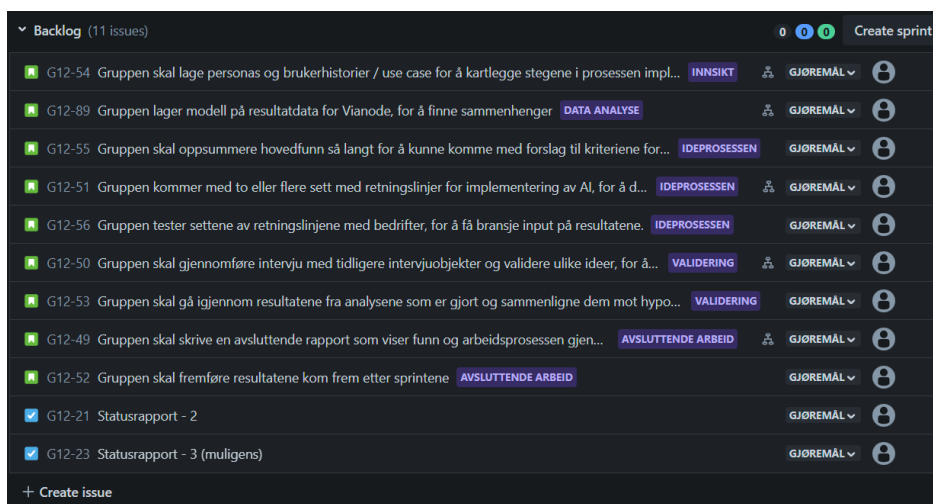 Backlog (11 issues) 0 0 0 Create sprint
G12-54 Gruppen skal lage personas og brukerhistorier / use case for å kartlegge stegene i prosessen impl... INNSIKT GJØREMÅL
G12-89 Gruppen lager modell på resultatdata for Vianode, for å finne sammenhenger DATA ANALYSE GJØREMÅL
G12-55 Gruppen skal oppsummere hovedfunn så langt for å kunne komme med forslag til kriteriene for... IDEPROSESSEN GJØREMÅL
G12-51 Gruppen kommer med to eller flere sett med retningslinjer for implementering av AI, for å d... IDEPROSESSEN GJØREMÅL
G12-56 Gruppen tester settene av retningslinjene med bedrifter, for å få bransje input på resultatene. IDEPROSESSEN GJØREMÅL
G12-50 Gruppen skal gjennomføre intervju med tidligere intervjuobjekter og validere ulike ideer, for å... VALIDERING GJØREMÅL
G12-53 Gruppen skal gå igjennom resultatene fra analysene som er gjort og sammenligne dem mot hypo... VALIDERING GJØREMÅL
G12-49 Gruppen skal skrive en avsluttende rapport som viser funn og arbeidsprosessen gjen... AVSLUTTENDE ARBEID GJØREMÅL
G12-52 Gruppen skal fremføre resultatene kom frem etter sprintene AVSLUTTENDE ARBEID GJØREMÅL
G12-21 Statusrapport - 2 GJØREMÅL
G12-23 Statusrapport - 3 (muligens) GJØREMÅL
+ Create issue